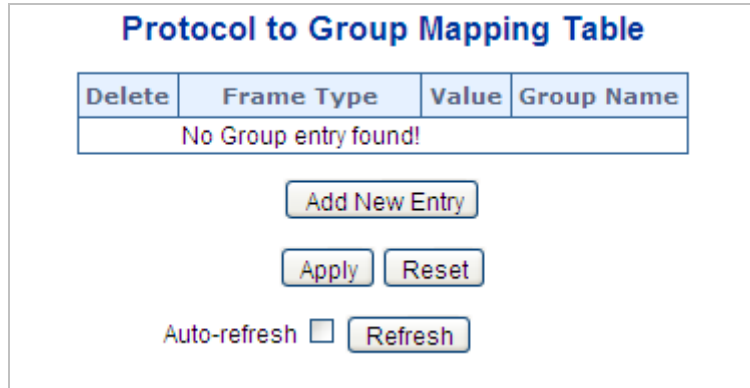 Protocol to Group Mapping Table
Delete Frame Type Value Group Name
No Group entry found!
Add New Entry
Apply Reset
Auto-refresh Refresh